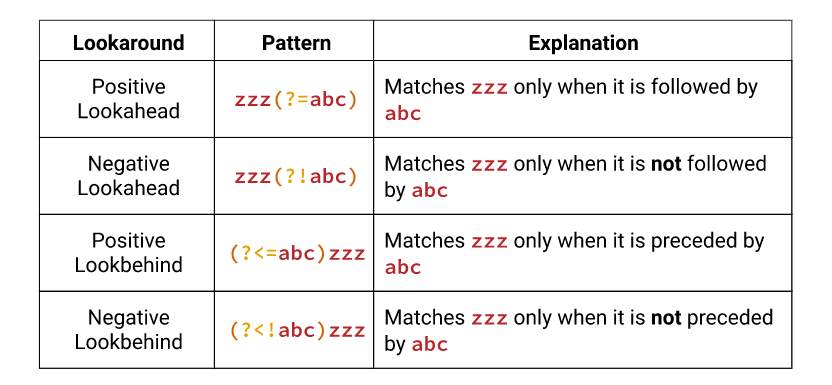 Lookaround Pattern Explanation
Positive
Lookahead
zzz(?=abc)
Matches zzz only when it is followed by
abc
Negative
Lookahead
zzz(?!abc)
Matches zzz only when it is not followed
by abc
Positive
Lookbehind
(?<=abc)zzz
Matches zzz only when it is preceded by
abc
Negative
Lookbehind
(?<!abc)zzz
Matches zzz only when it is not preceded
by abc